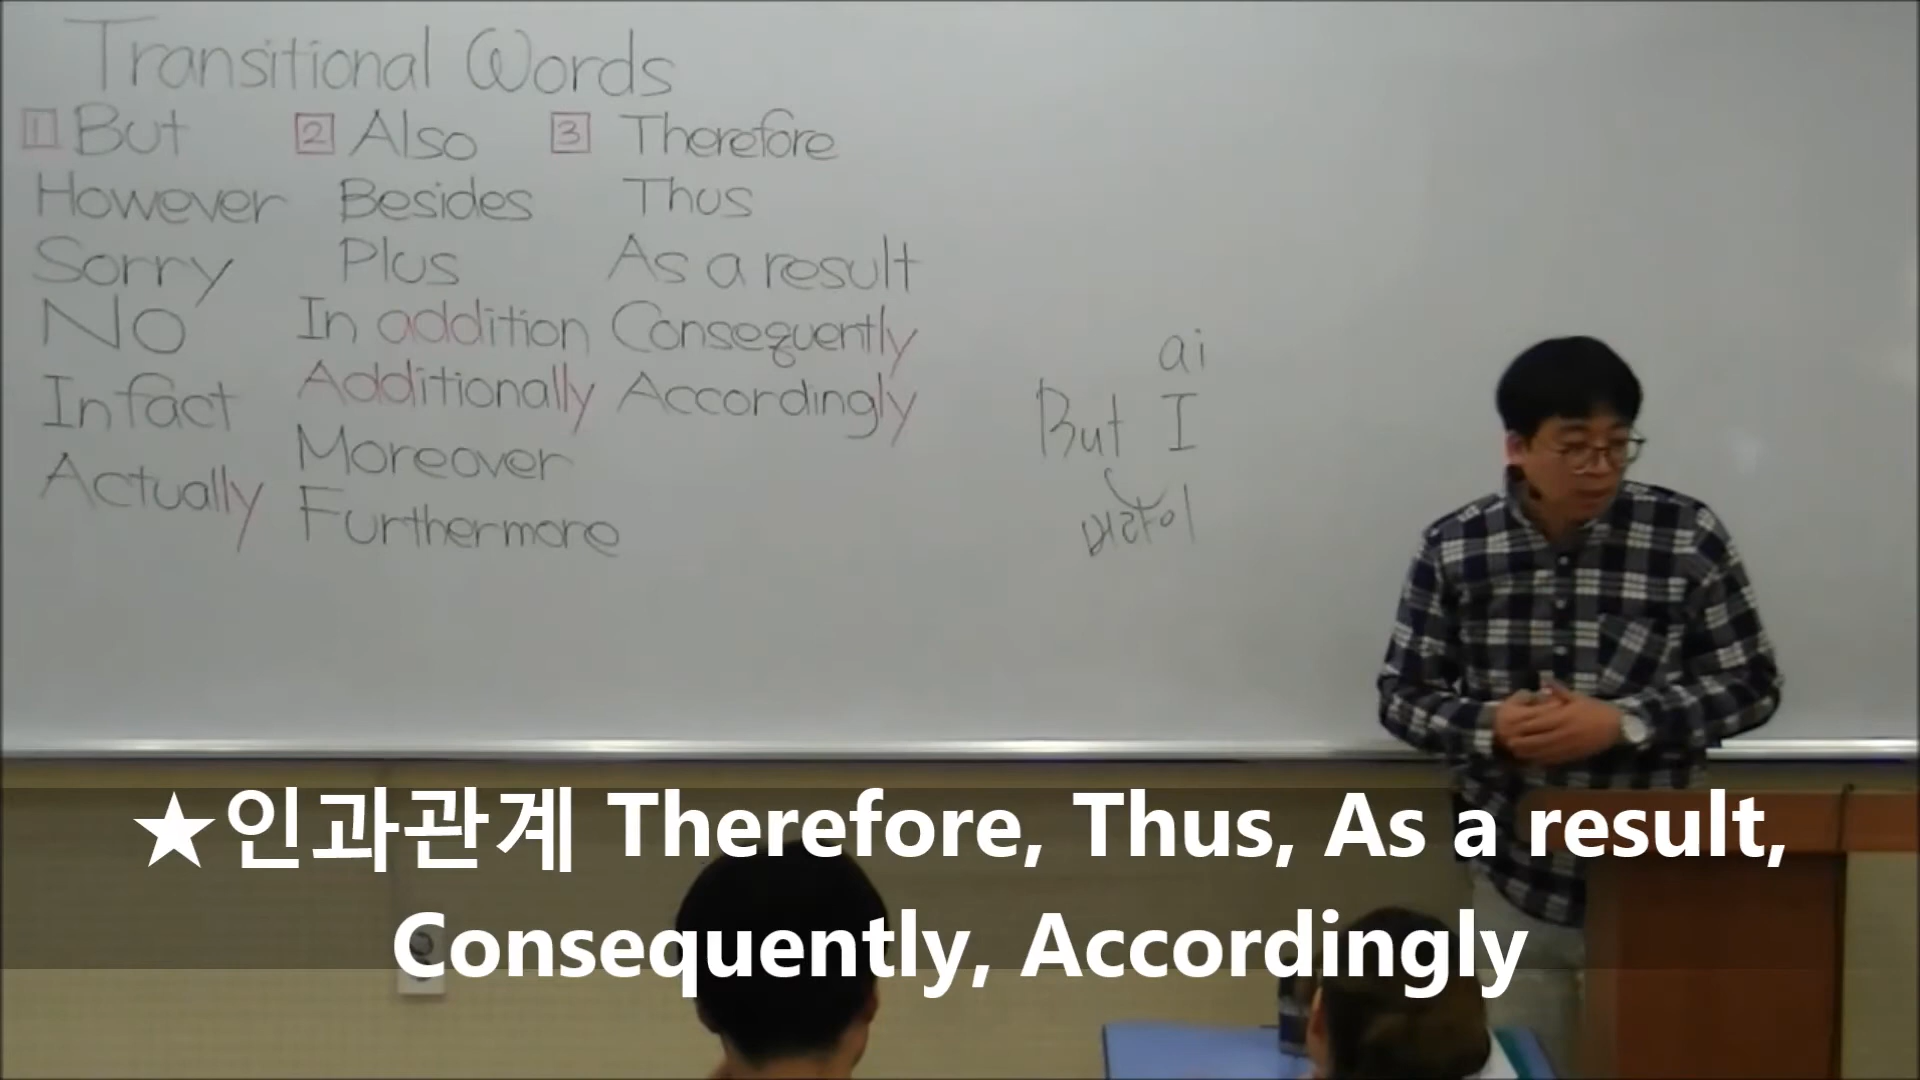 Transitional Words
1 But
However
Sorry
No
In fact
Actually
2 Also
Besides
Plus
In addition
Additionally
Moreover
Furthermore
3 Therefore
Thus
As a result
Consequently
Accordingly
ai
But I
버라이
★인과관계 Therefore, Thus, As a result,
Consequently, Accordingly